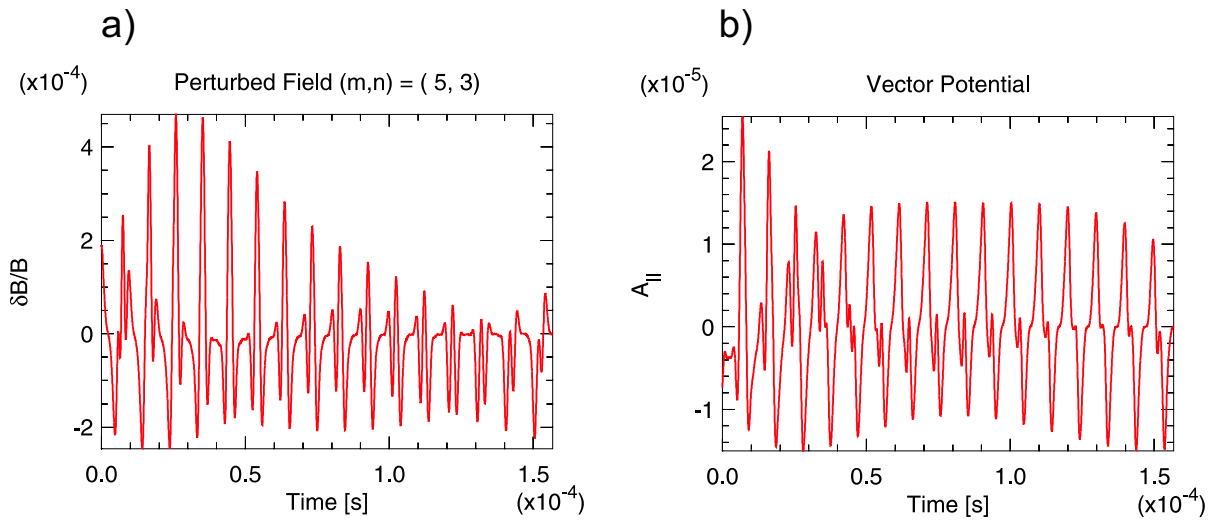 a)
(x10-4)
Perturbed Field (m,n) = ( 5, 3)
4
2
0
-2
δB/B
0.0
0.5
1.0
1.5
Time [s]
(x10-4)
b)
(x10-5)
Vector Potential
2
1
0
-1
A||
0.0
0.5
1.0
1.5
Time [s]
(x10-4)